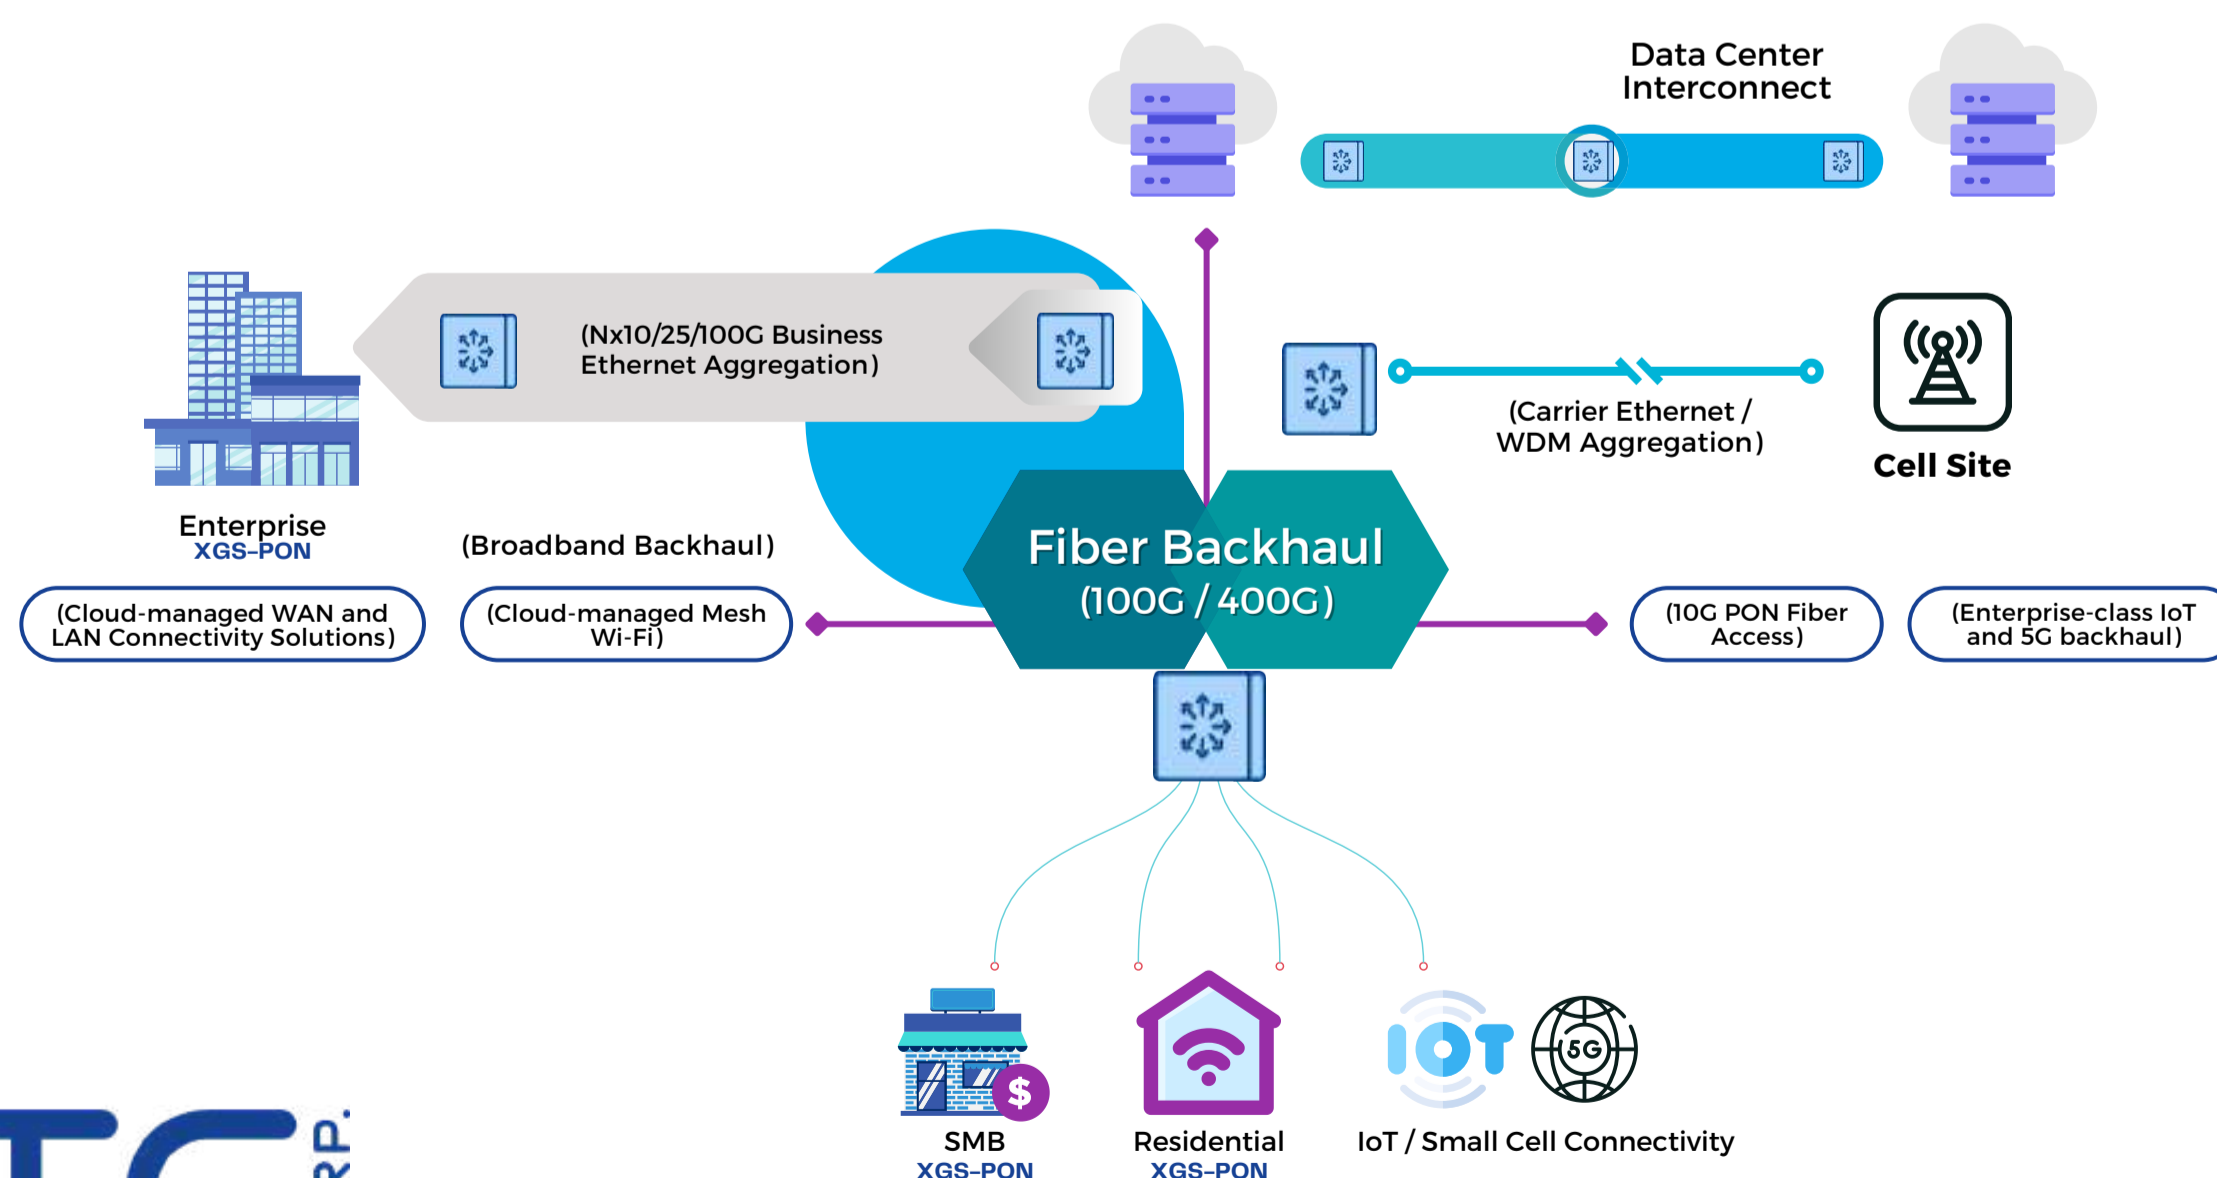 Data Center
Interconnect
(Nx10/25/100G Business
Ethernet Aggregation)
(Carrier Ethernet /
WDM Aggregation)
Cell Site
Enterprise
XGS-PON
(Broadband Backhaul)
Fiber Backhaul
(100G / 400G)
(Cloud-managed WAN and
LAN Connectivity Solutions)
(Cloud-managed Mesh
Wi-Fi)
(10G PON Fiber
Access)
(Enterprise-class IoT
and 5G backhaul)
$
IOT
5G
SMB
XGS-PON
Residential
XGS-PON
IoT / Small Cell Connectivity